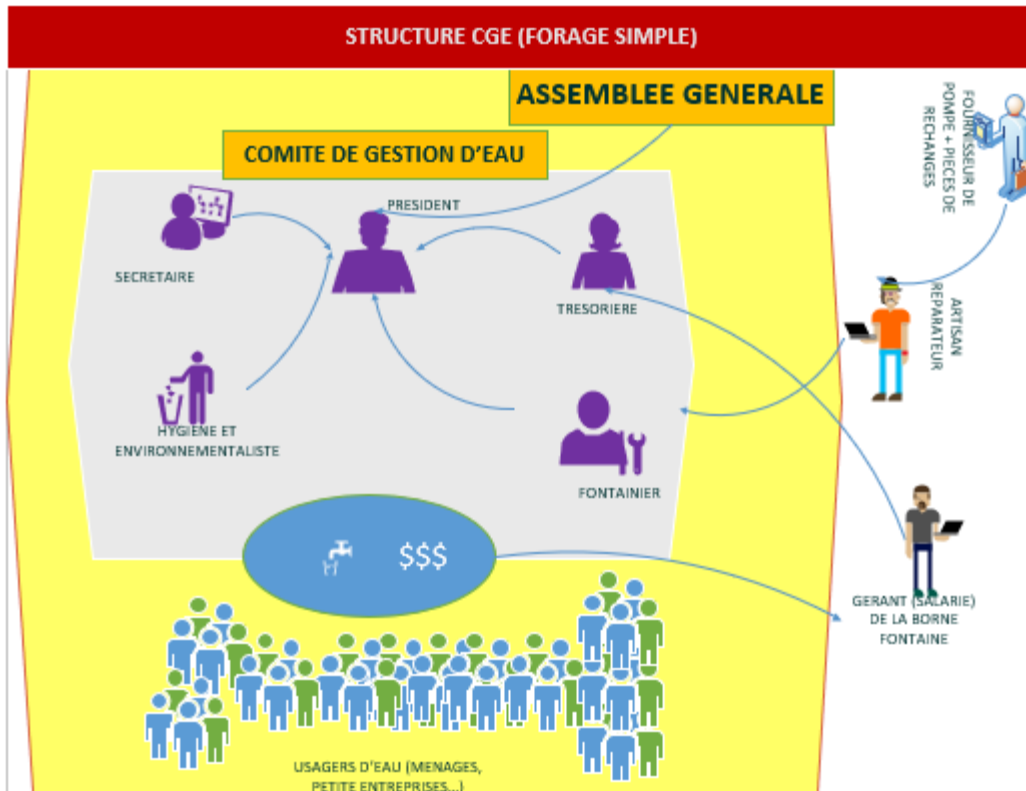 STRUCTURE CGE (FORAGE SIMPLE)
ASSEMBLEE GENERALE
COMITE DE GESTION D'EAU
PRESIDENT
SECRETAIRE
TRESORIERE
HYGIENE ET
ENVIRONNEMENTALISTE
FONTAINIER
$$$
FOURNISSEUR DE
POMPE + PIECES DE
RECHANGES
ARTISAN
REPARATEUR
GERANT (SALARIE)
DE LA BORNE
FONTAINE
USAGERS D'EAU (MENAGES,
PETITE ENTREPRISES...)